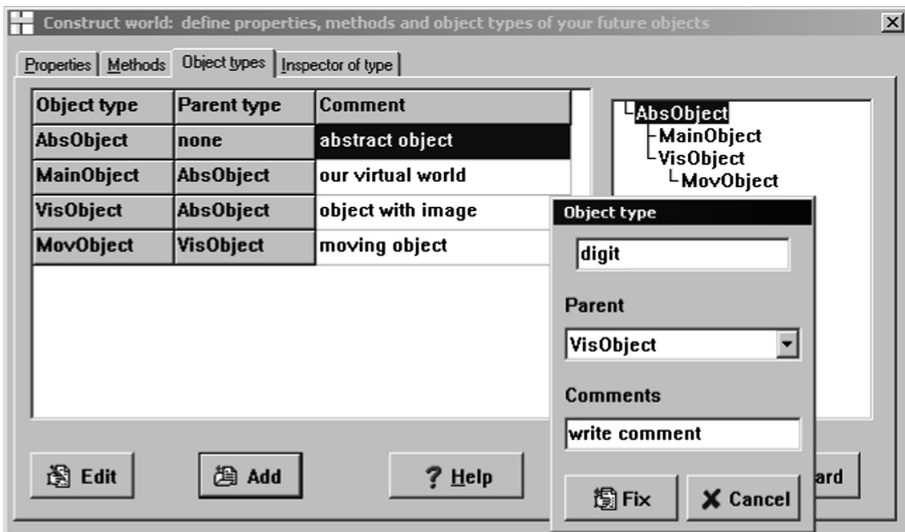 Construct world: define properties, methods and object types of your future objects
Properties Methods Object types Inspector of type
Object type Parent type Comment
AbsObject none abstract object
MainObject AbsObject our virtual world
VisObject AbsObject object with image
MovObject VisObject moving object
AbsObject
MainObject
VisObject
MovObject
Object type
digit
Parent
VisObject
Comments
write comment
Fix Cancel
Edit Add ? Help ard